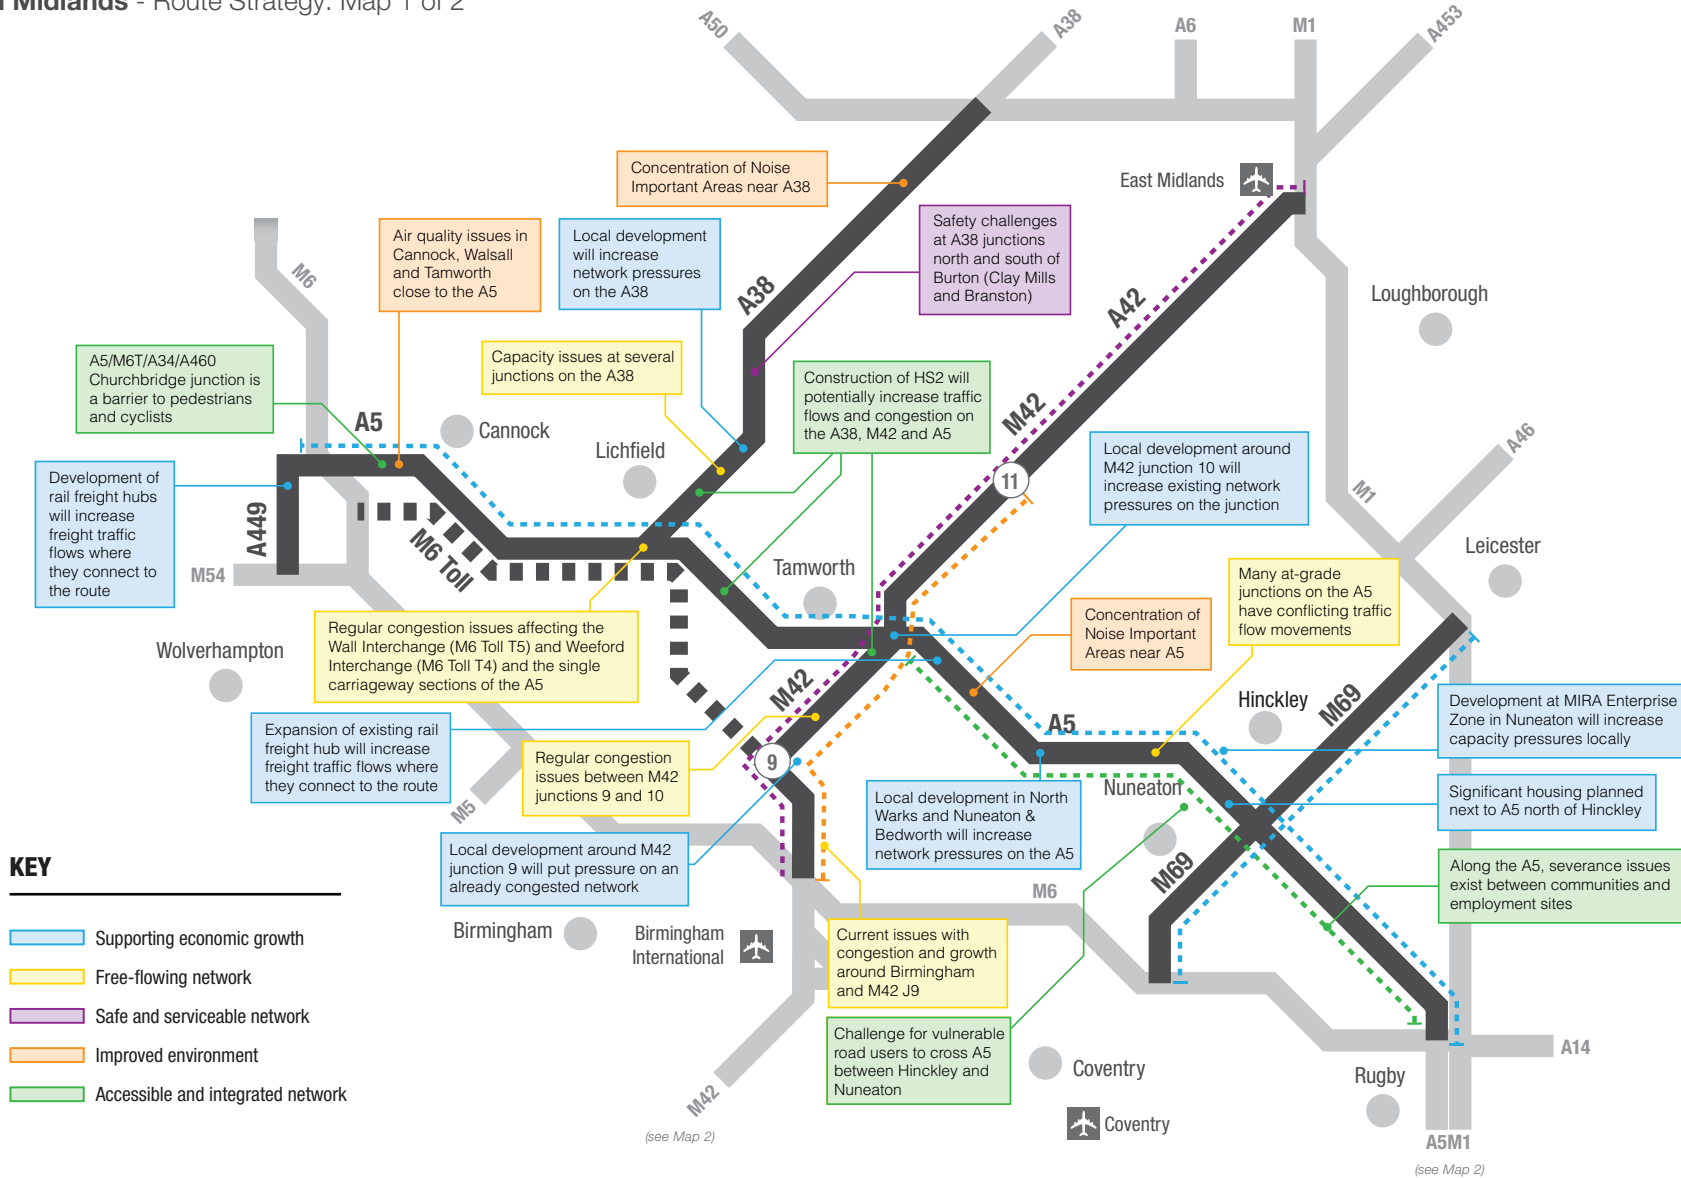 Midlands - Route Strategy: Map 1 of 2
A50
A38
A6
M1
A453
Concentration of Noise
Important Areas near A38
East Midlands
Safety challenges
at A38 junctions
north and south of
Burton (Clay Mills
and Branston)
Air quality issues in
Cannock, Walsall
and Tamworth
close to the A5
Local development
will increase
network pressures
on the A38
M6
A38
A42
Loughborough
A5/M6T/A34/A460
Churchbridge junction is
a barrier to pedestrians
and cyclists
Capacity issues at several
junctions on the A38
Construction of HS2 will
potentially increase traffic
flows and congestion on
the A38, M42 and A5
A5
Cannock
Lichfield
M42
A46
Local development around
M42 junction 10 will
increase existing network
pressures on the junction
Development of
rail freight hubs
will increase
freight traffic
flows where
they connect to
the route
11
M1
A449
M6 Toll
M54
Tamworth
Leicester
Many at-grade
junctions on the A5
have conflicting traffic
flow movements
Concentration of
Noise Important
Areas near A5
Regular congestion issues affecting the
Wall Interchange (M6 Toll T5) and Weeford
Interchange (M6 Toll T4) and the single
carriageway sections of the A5
Wolverhampton
M42
Hinckley
M69
Development at MIRA Enterprise
Zone in Nuneaton will increase
capacity pressures locally
Expansion of existing rail
freight hub will increase
freight traffic flows where
they connect to the route
A5
Regular congestion
issues between M42
junctions 9 and 10
9
Nuneaton
Local development in North
Warks and Nuneaton &
Bedworth will increase
network pressures on the A5
Significant housing planned
next to A5 north of Hinckley
M5
Local development around M42
junction 9 will put pressure on an
already congested network
M69
Along the A5, severance issues
exist between communities and
employment sites
KEY
Supporting economic growth
Free-flowing network
Safe and serviceable network
Improved environment
Accessible and integrated network
M6
Birmingham
Birmingham
International
Current issues with
congestion and growth
around Birmingham
and M42 J9
Challenge for vulnerable
road users to cross A5
between Hinckley and
Nuneaton
Coventry
Coventry
Rugby
A14
M42
(see Map 2)
A5
M1
(see Map 2)